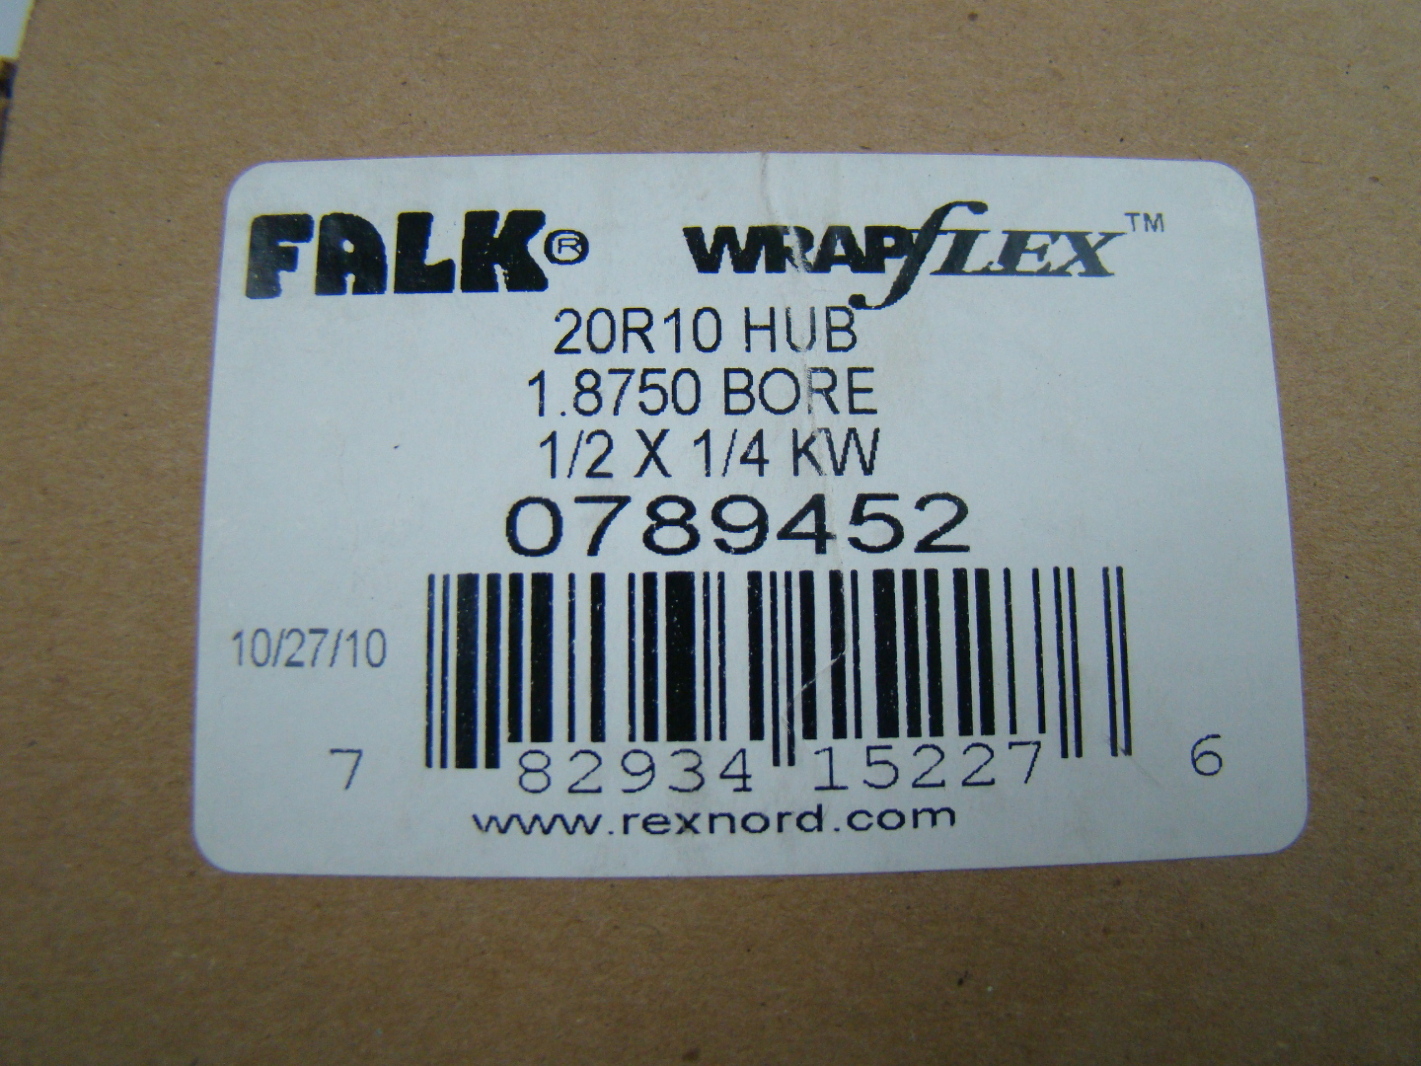 FALK® WRAPfLEX™
20R10 HUB
1.8750 BORE
1/2 X 1/4 KW
0789452
10/27/10
7 82934 15227 6
www.rexnord.com